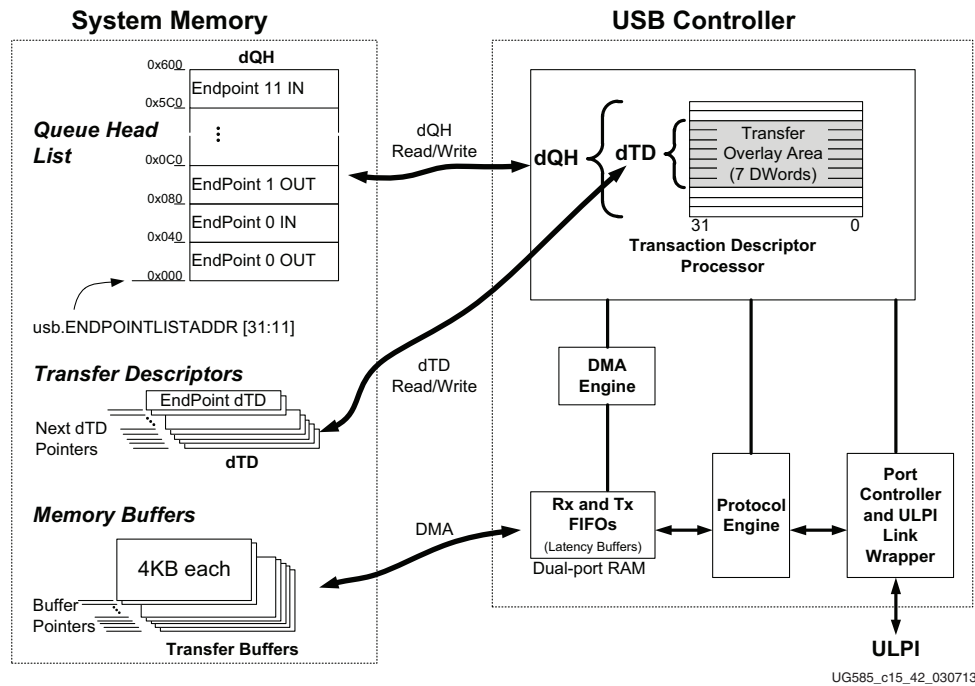 System Memory
USB Controller
dQH
0x600
Endpoint 11 IN
0x5C0
Queue Head
List
0x0C0
EndPoint 1 OUT
0x080
EndPoint 0 IN
0x040
EndPoint 0 OUT
0x000
usb.ENDPOINTLISTADDR [31:11]
dQH
Read/Write
dQH
dTD
Transfer
Overlay Area
(7 DWords)
31
0
Transaction Descriptor
Processor
Transfer Descriptors
EndPoint dTD
Next dTD
Pointers
dTD
dTD
Read/Write
DMA
Engine
Memory Buffers
4KB each
Buffer
Pointers
Transfer Buffers
DMA
Rx and Tx
FIFOs
(Latency Buffers)
Dual-port RAM
Protocol
Engine
Port
Controller
and ULPI
Link
Wrapper
ULPI
UG585_c15_42_030713